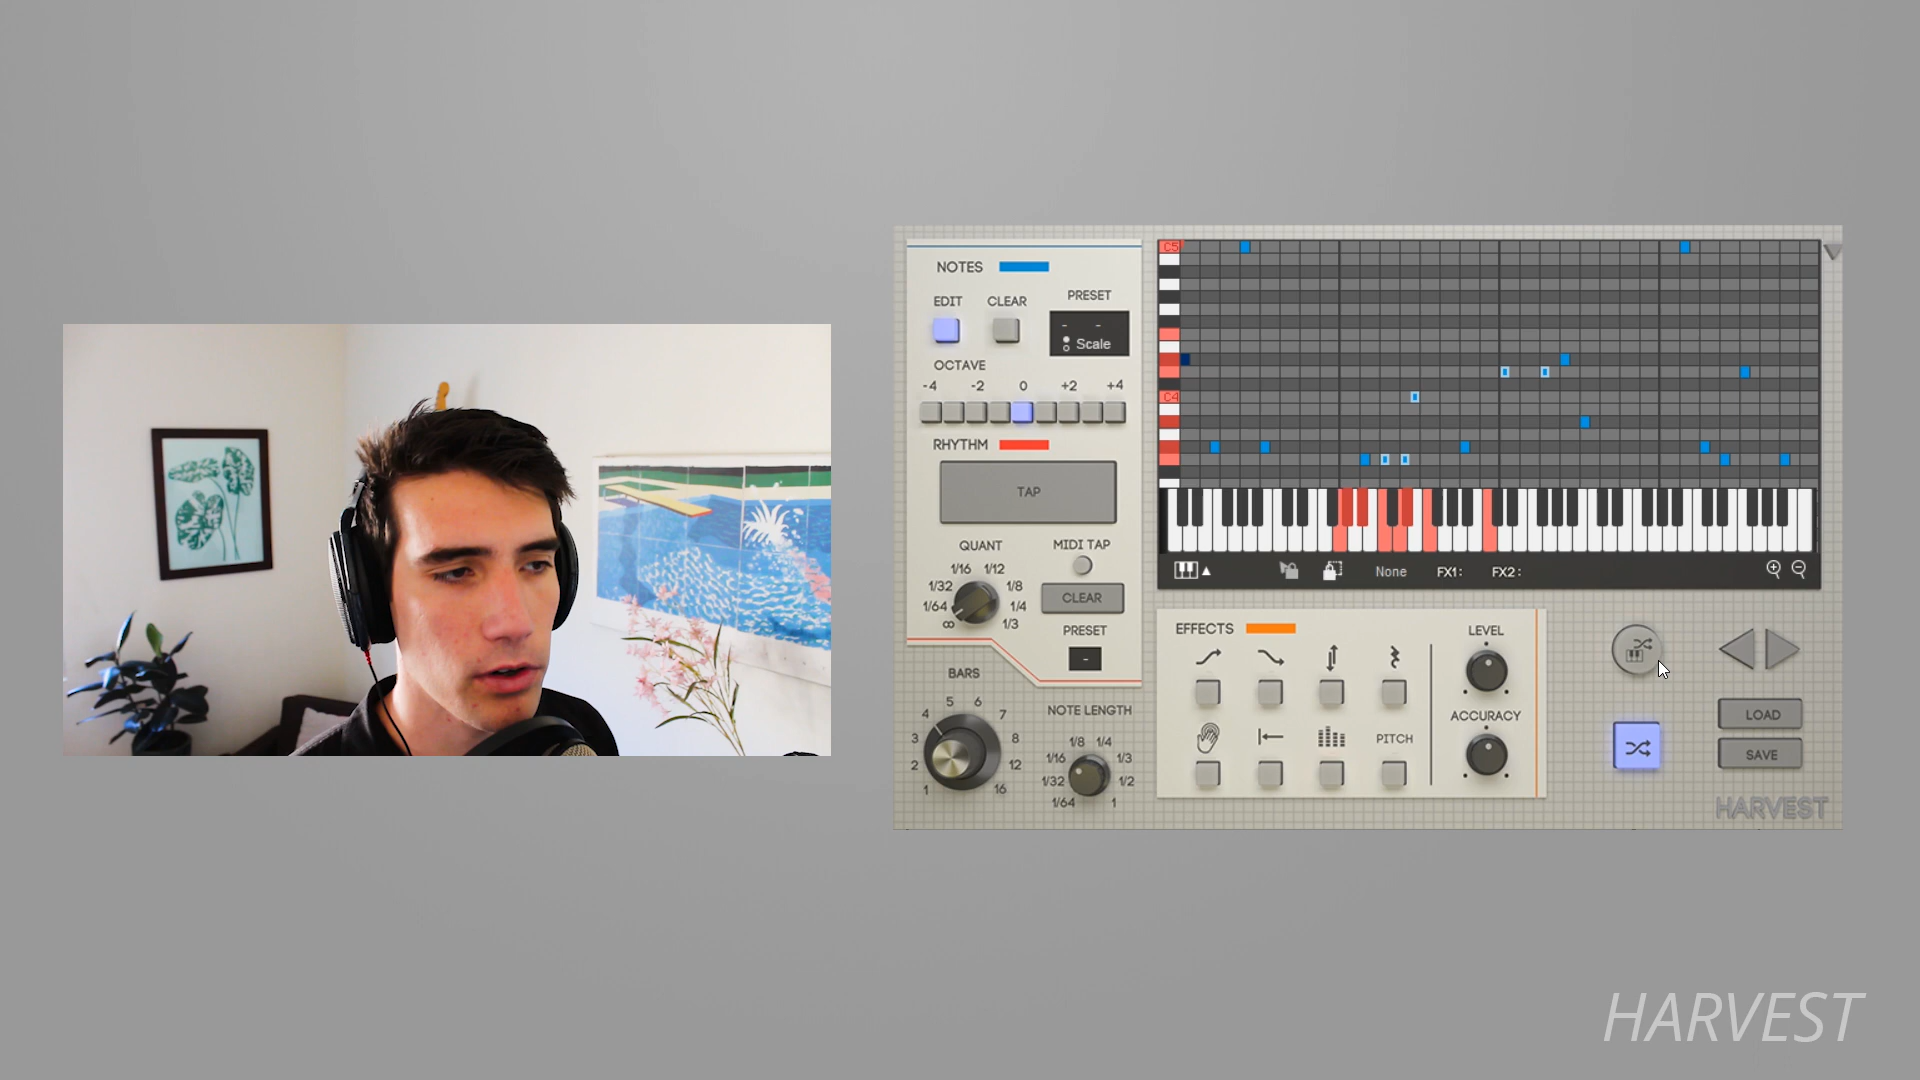 NOTES
EDIT CLEAR PRESET
- -
Scale
OCTAVE
-4 -2 0 +2 +4
RHYTHM
TAP
QUANT MIDI TAP
1/16 1/12
1/32 1/8
1/64 1/4
∞ 1/3
CLEAR
PRESET
-
BARS
1 2 3 4 5 6 7 8 12 16
NOTE LENGTH
1/8 1/4
1/16 1/3
1/32 1/2
1/64 1
C5
C4
None FX1: FX2:
EFFECTS
LEVEL
ACCURACY
PITCH
LOAD
SAVE
HARVEST
HARVEST